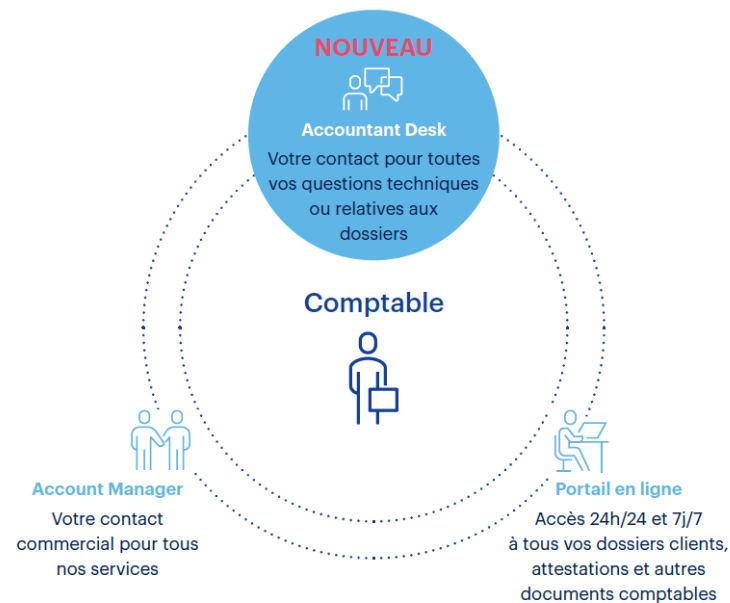 NOUVEAU
Accountant Desk
Votre contact pour toutes
vos questions techniques
ou relatives aux
dossiers
Comptable
Account Manager
Votre contact
commercial pour tous
nos services
Portail en ligne
Accès 24h/24 et 7j/7
à tous vos dossiers clients,
attestations et autres
documents comptables